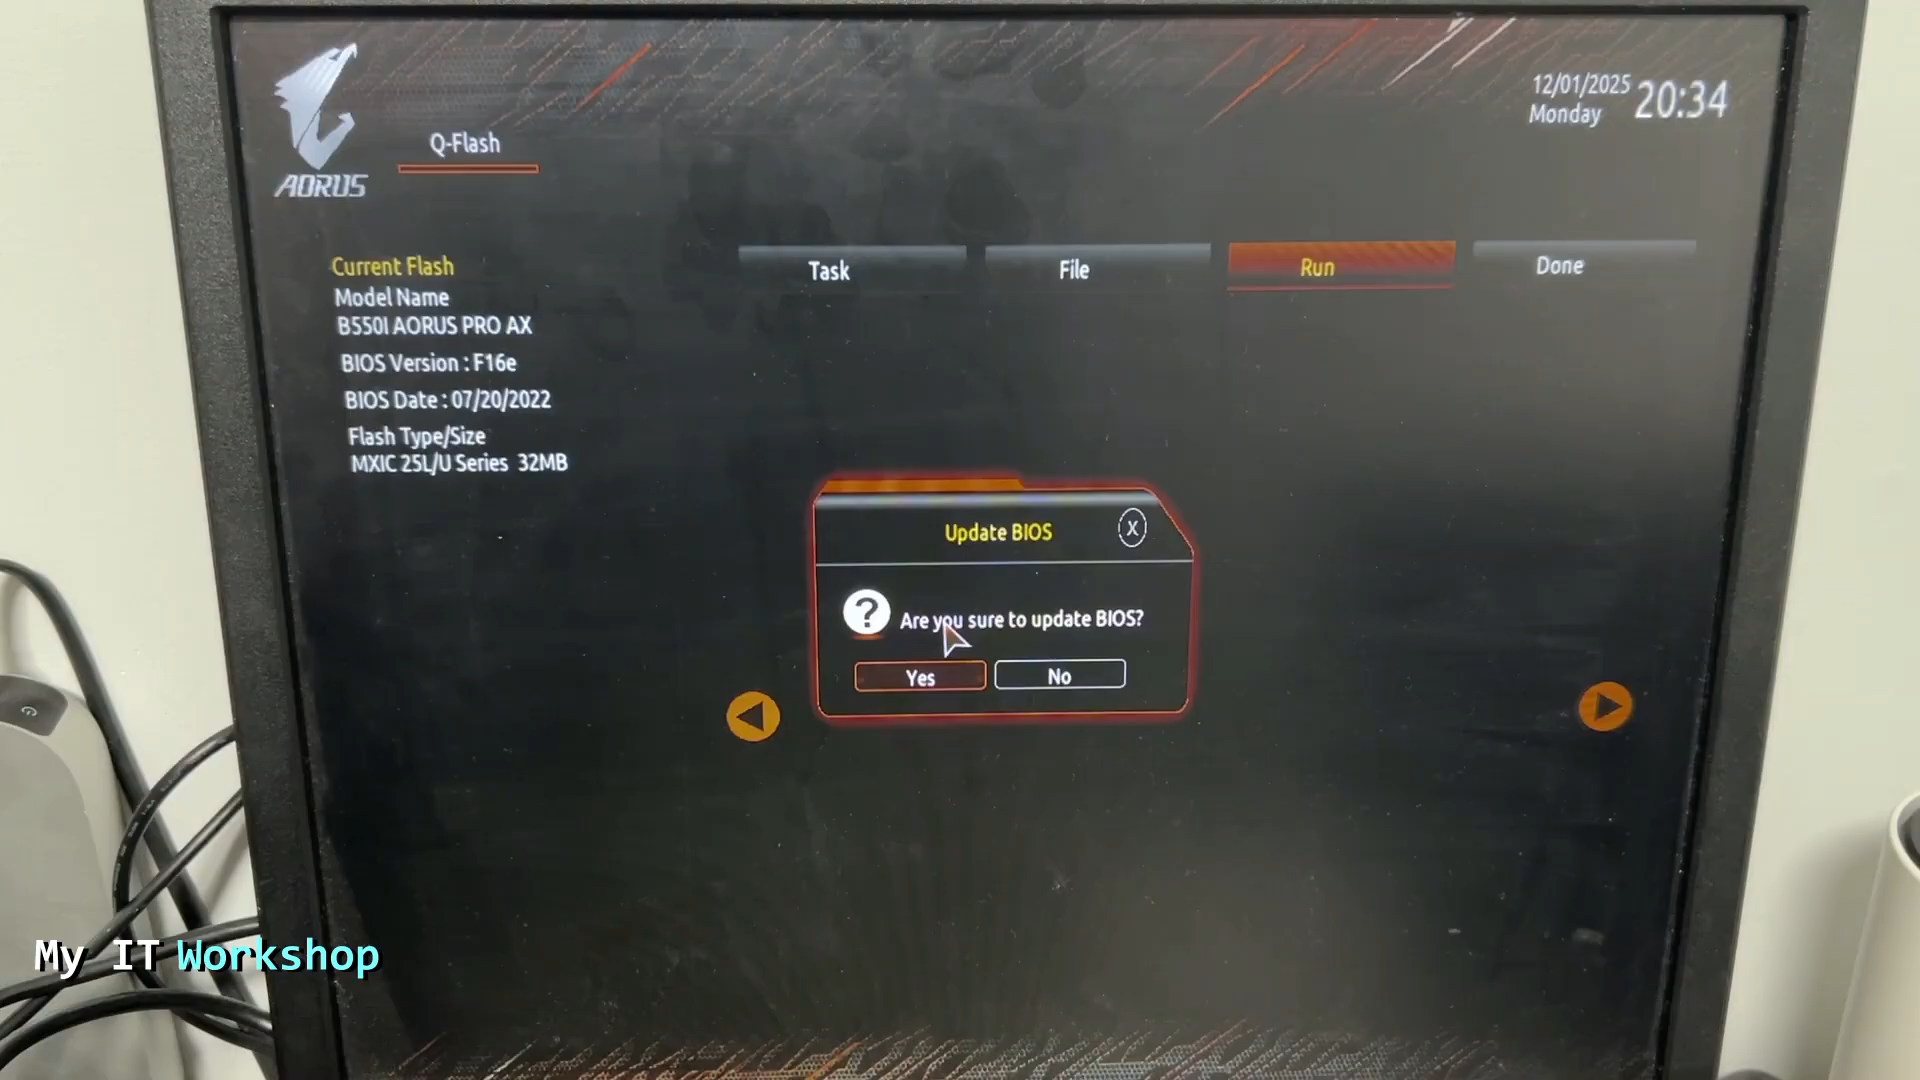 AORUS
Q-Flash
12/01/2025
Monday
20:34
Current Flash
Model Name
B550I AORUS PRO AX
BIOS Version : F16e
BIOS Date : 07/20/2022
Flash Type/Size
MXIC 25L/U Series 32MB
Task
File
Run
Done
Update BIOS
X
? Are you sure to update BIOS?
Yes
No
My IT Workshop